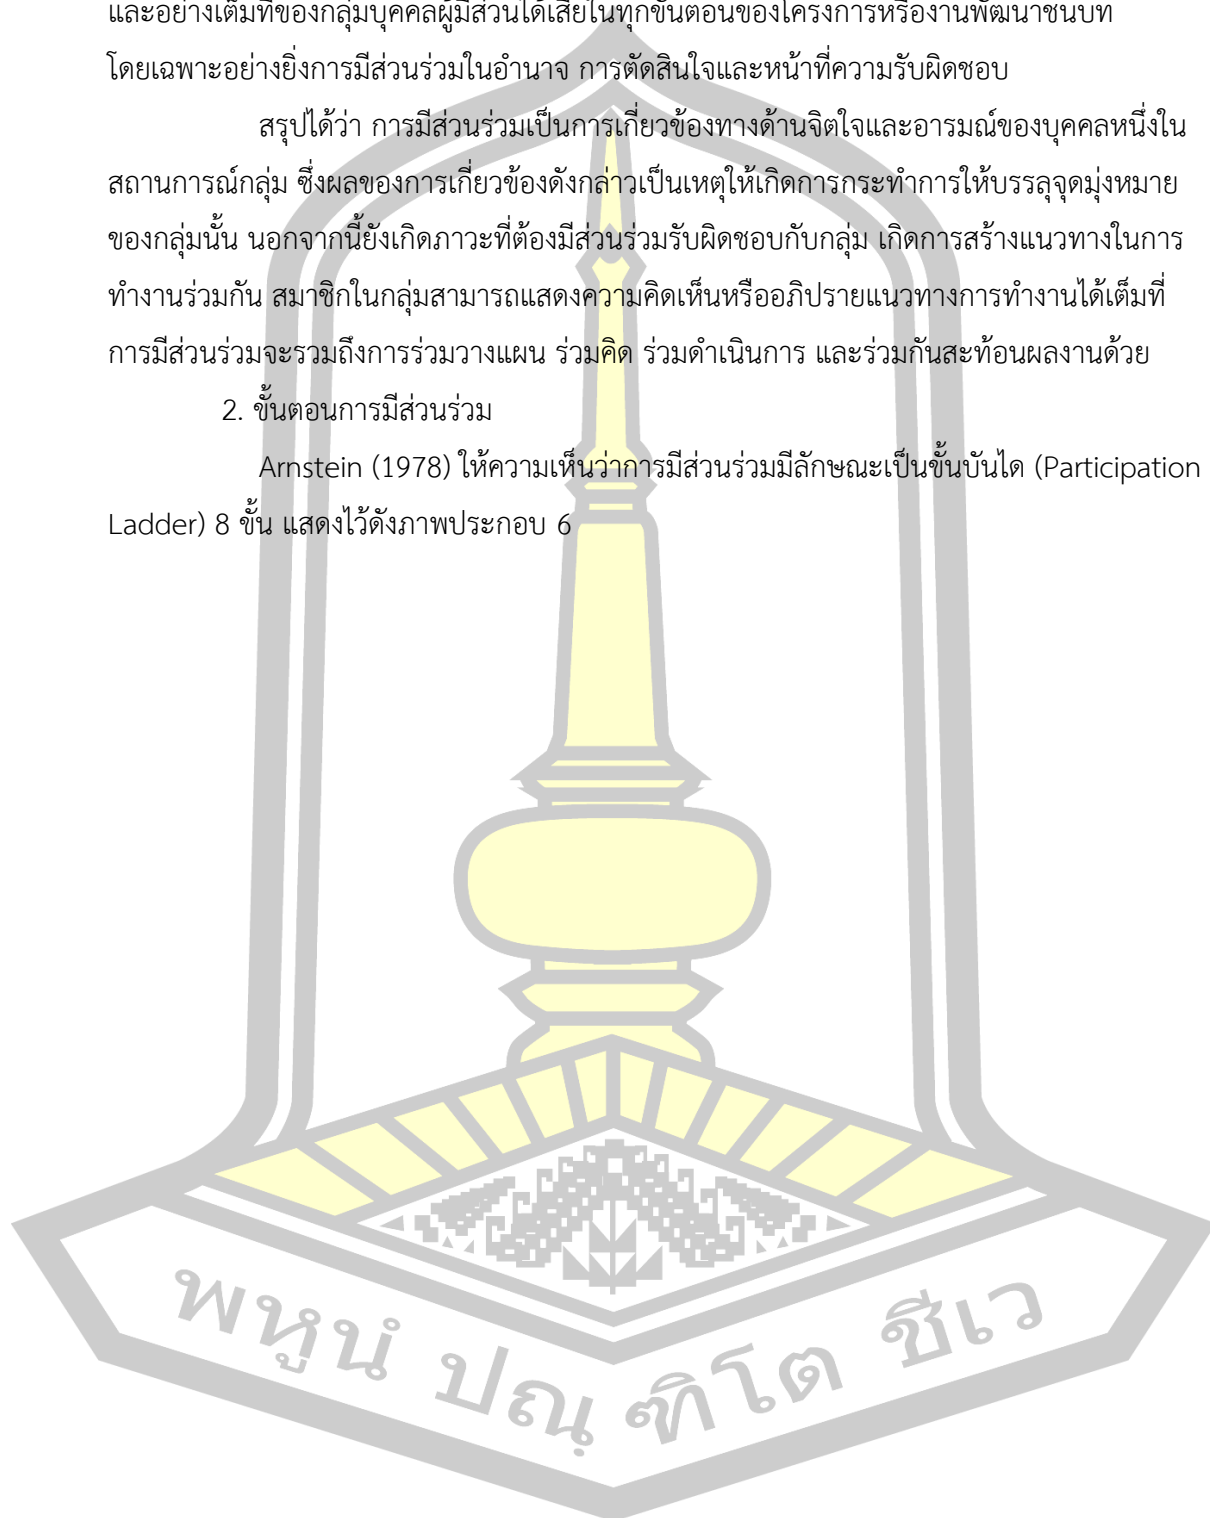 และอย่างเต็มที่ของกลุ่มบุคคลผู้มีส่วนได้เสียในทุกขั้นตอนของโครงการหรืองานพัฒนาชนบท
โดยเฉพาะอย่างยิ่งการมีส่วนร่วมในอำนาจ การตัดสินใจและหน้าที่ความรับผิดชอบ
สรุปได้ว่า การมีส่วนร่วมเป็นการเกี่ยวข้องทางด้านจิตใจและอารมณ์ของบุคคลหนึ่งใน
สถานการณ์กลุ่ม ซึ่งผลของการเกี่ยวข้องดังกล่าวเป็นเหตุให้เกิดการกระทำการให้บรรลุจุดมุ่งหมาย
ของกลุ่มนั้น นอกจากนี้ยังเกิดภาวะที่ต้องมีส่วนร่วมรับผิดชอบกับกลุ่ม เกิดการสร้างแนวทางในการ
ทำงานร่วมกัน สมาชิกในกลุ่มสามารถแสดงความคิดเห็นหรืออภิปรายแนวทางการทำงานได้เต็มที่
การมีส่วนร่วมจะรวมถึงการร่วมวางแผน ร่วมคิด ร่วมดำเนินการ และร่วมกันสะท้อนผลงานด้วย
2. ขั้นตอนการมีส่วนร่วม
Arnstein (1978) ให้ความเห็นว่าการมีส่วนร่วมมีลักษณะเป็นขั้นบันได (Participation
Ladder) 8 ขั้น แสดงไว้ดังภาพประกอบ 6
พหูนํ ปณฺฑิโต ชีเว